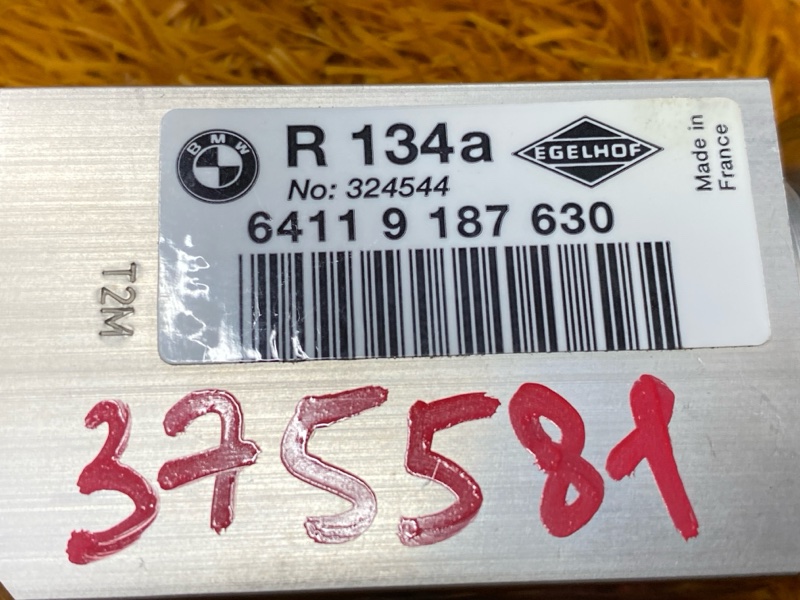 BMW
R 134a
EGELHOF
Made in
France
No: 324544
6411 9 187 630
T2M
375581